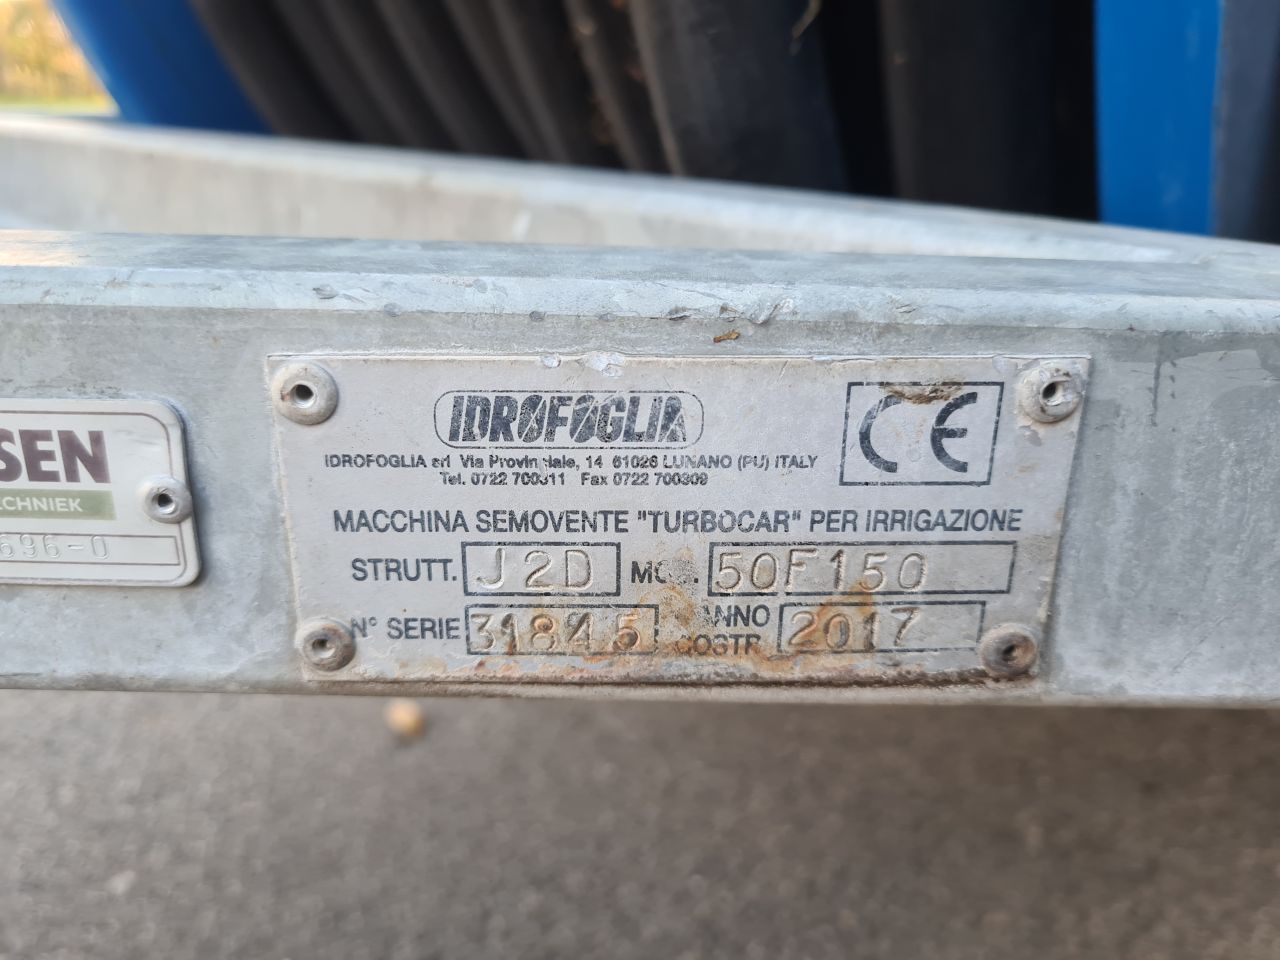 SEN
CHNIEK
696-0
IDROFOGLIA
CE
IDROFOGLIA srl Via Provinciale, 14 61026 LUNANO (PU) ITALY
Tel. 0722 700311 Fax 0722 700309
MACCHINA SEMOVENTE "TURBOCAR" PER IRRIGAZIONE
STRUTT. J2D MOD. 50F150
N° SERIE 31845 ANNO COSTR. 2017